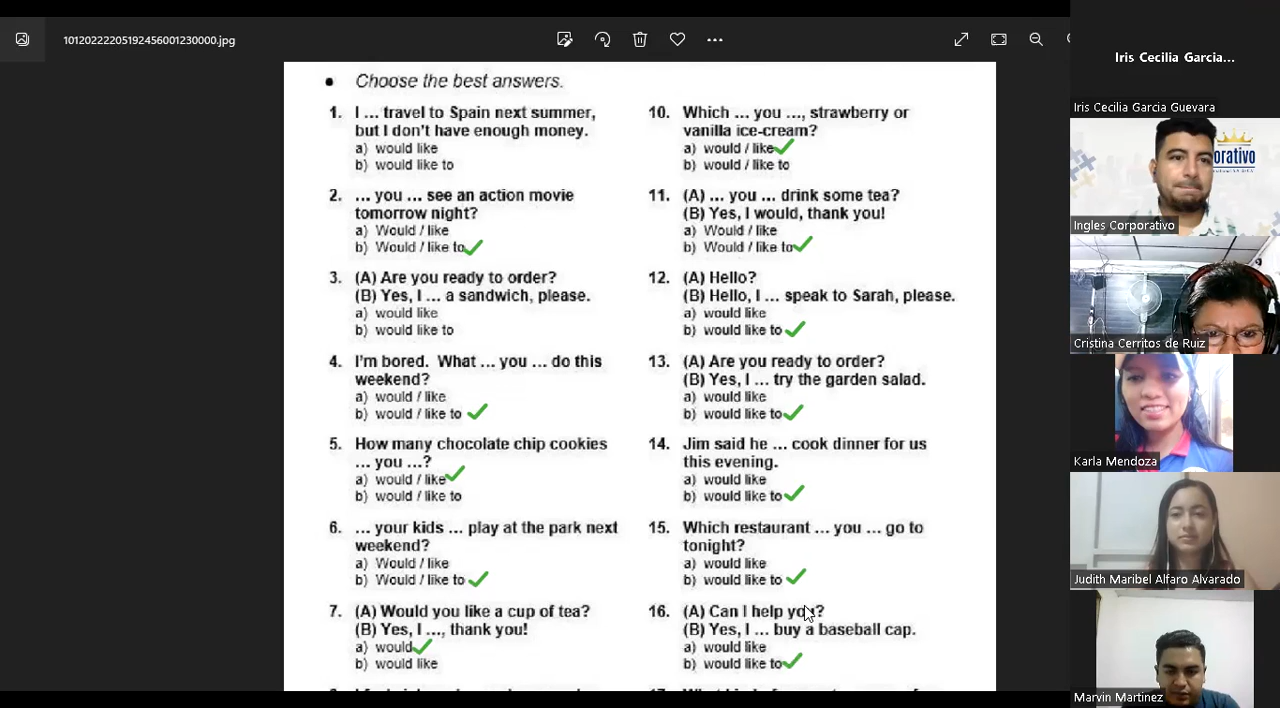 10120222205192456001230000.jpg
• Choose the best answers.
1. I ... travel to Spain next summer,
but I don't have enough money.
a) would like
b) would like to
2. ... you ... see an action movie
tomorrow night?
a) Would / like
b) Would / like to
3. (A) Are you ready to order?
(B) Yes, I ... a sandwich, please.
a) would like
b) would like to
4. I'm bored. What ... you ... do this
weekend?
a) would / like
b) would / like to
5. How many chocolate chip cookies
... you ...?
a) would / like
b) would / like to
6. ... your kids ... play at the park next
weekend?
a) Would / like
b) Would / like to
7. (A) Would you like a cup of tea?
(B) Yes, I ..., thank you!
a) would
b) would like
10. Which ... you ..., strawberry or
vanilla ice-cream?
a) would / like
b) would / like to
11. (A) ... you ... drink some tea?
(B) Yes, I would, thank you!
a) Would / like
b) Would / like to
12. (A) Hello?
(B) Hello, I ... speak to Sarah, please.
a) would like
b) would like to
13. (A) Are you ready to order?
(B) Yes, I ... try the garden salad.
a) would like
b) would like to
14. Jim said he ... cook dinner for us
this evening.
a) would like
b) would like to
15. Which restaurant ... you ... go to
tonight?
a) would like
b) would like to
16. (A) Can I help you?
(B) Yes, I ... buy a baseball cap.
a) would like
b) would like to
Iris Cecilia Garcia...
Iris Cecilia Garcia Guevara
orativo
Ingles Corporativo
Cristina Cerritos de Ruiz
Karla Mendoza
Judith Maribel Alfaro Alvarado
Marvin Martinez